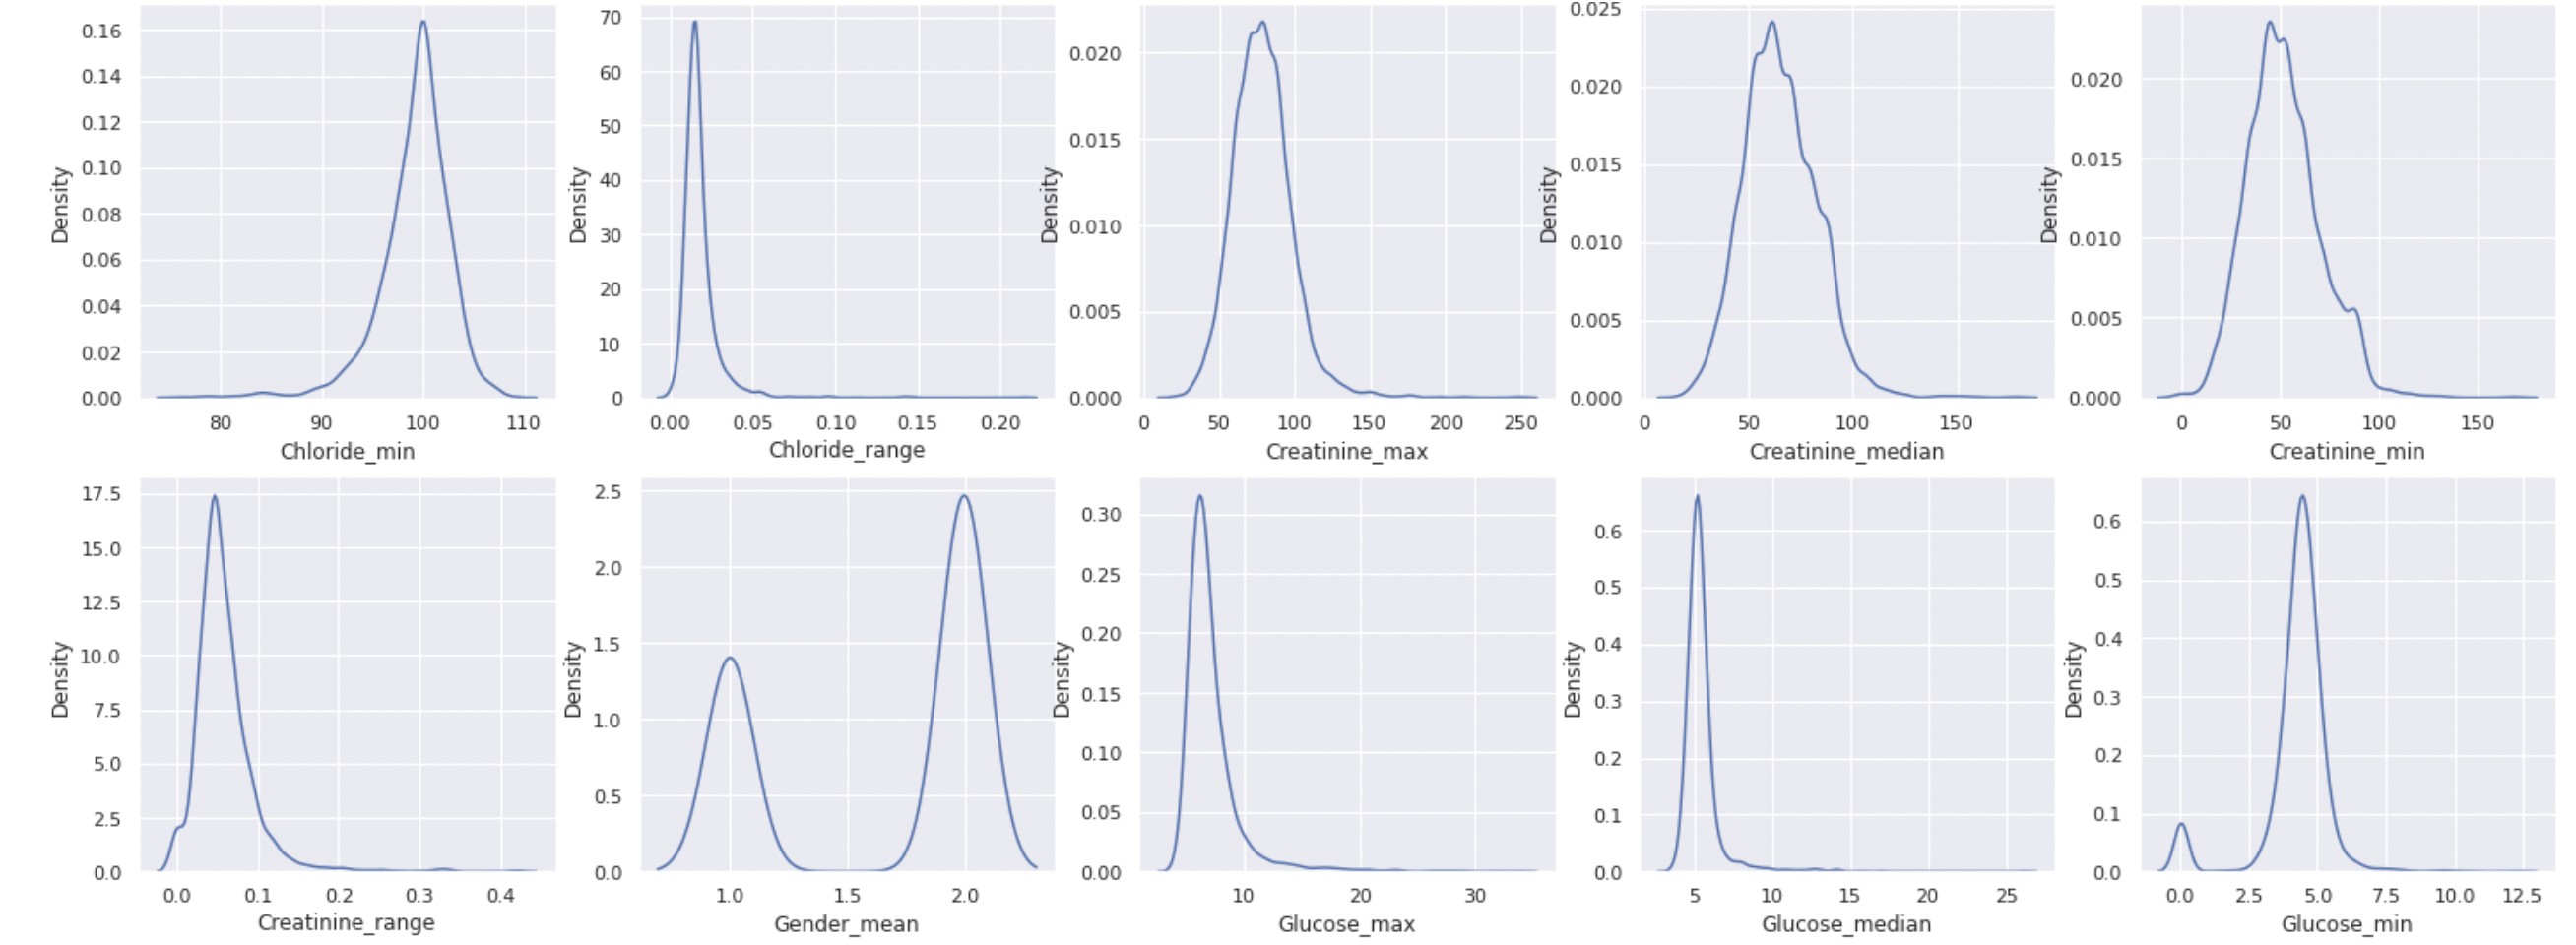 Density
0.16
0.14
0.12
0.10
0.08
0.06
0.04
0.02
0.00
80 90 100 110
Chloride_min
Density
70
60
50
40
30
20
10
0
0.00 0.05 0.10 0.15 0.20
Chloride_range
Density
0.020
0.015
0.010
0.005
0.000
0 50 100 150 200 250
Creatinine_max
Density
0.025
0.020
0.015
0.010
0.005
0.000
0 50 100 150
Creatinine_median
Density
0.020
0.015
0.010
0.005
0.000
0 50 100 150
Creatinine_min
Density
17.5
15.0
12.5
10.0
7.5
5.0
2.5
0.0
0.0 0.1 0.2 0.3 0.4
Creatinine_range
Density
2.5
2.0
1.5
1.0
0.5
0.0
1.0 1.5 2.0
Gender_mean
Density
0.30
0.25
0.20
0.15
0.10
0.05
0.00
10 20 30
Glucose_max
Density
0.6
0.5
0.4
0.3
0.2
0.1
0.0
5 10 15 20 25
Glucose_median
Density
0.6
0.5
0.4
0.3
0.2
0.1
0.0
0.0 2.5 5.0 7.5 10.0 12.5
Glucose_min